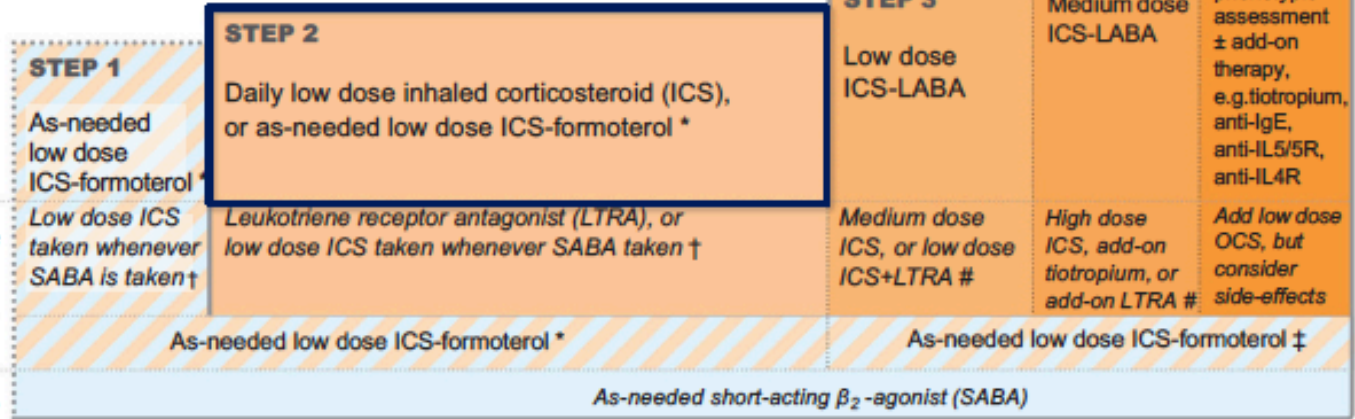 STEP 1
As-needed
low dose
ICS-formoterol *
STEP 2
Daily low dose inhaled corticosteroid (ICS),
or as-needed low dose ICS-formoterol *
STEP 3
Low dose
ICS-LABA
Medium dose
ICS-LABA
assessment
± add-on
therapy,
e.g.tiotropium,
anti-IgE,
anti-IL5/5R,
anti-IL4R
Low dose ICS
taken whenever
SABA is taken†
Leukotriene receptor antagonist (LTRA), or
low dose ICS taken whenever SABA taken †
Medium dose
ICS, or low dose
ICS+LTRA #
High dose
ICS, add-on
tiotropium, or
add-on LTRA #
Add low dose
OCS, but
consider
side-effects
As-needed low dose ICS-formoterol *
As-needed low dose ICS-formoterol ‡
As-needed short-acting β₂ -agonist (SABA)